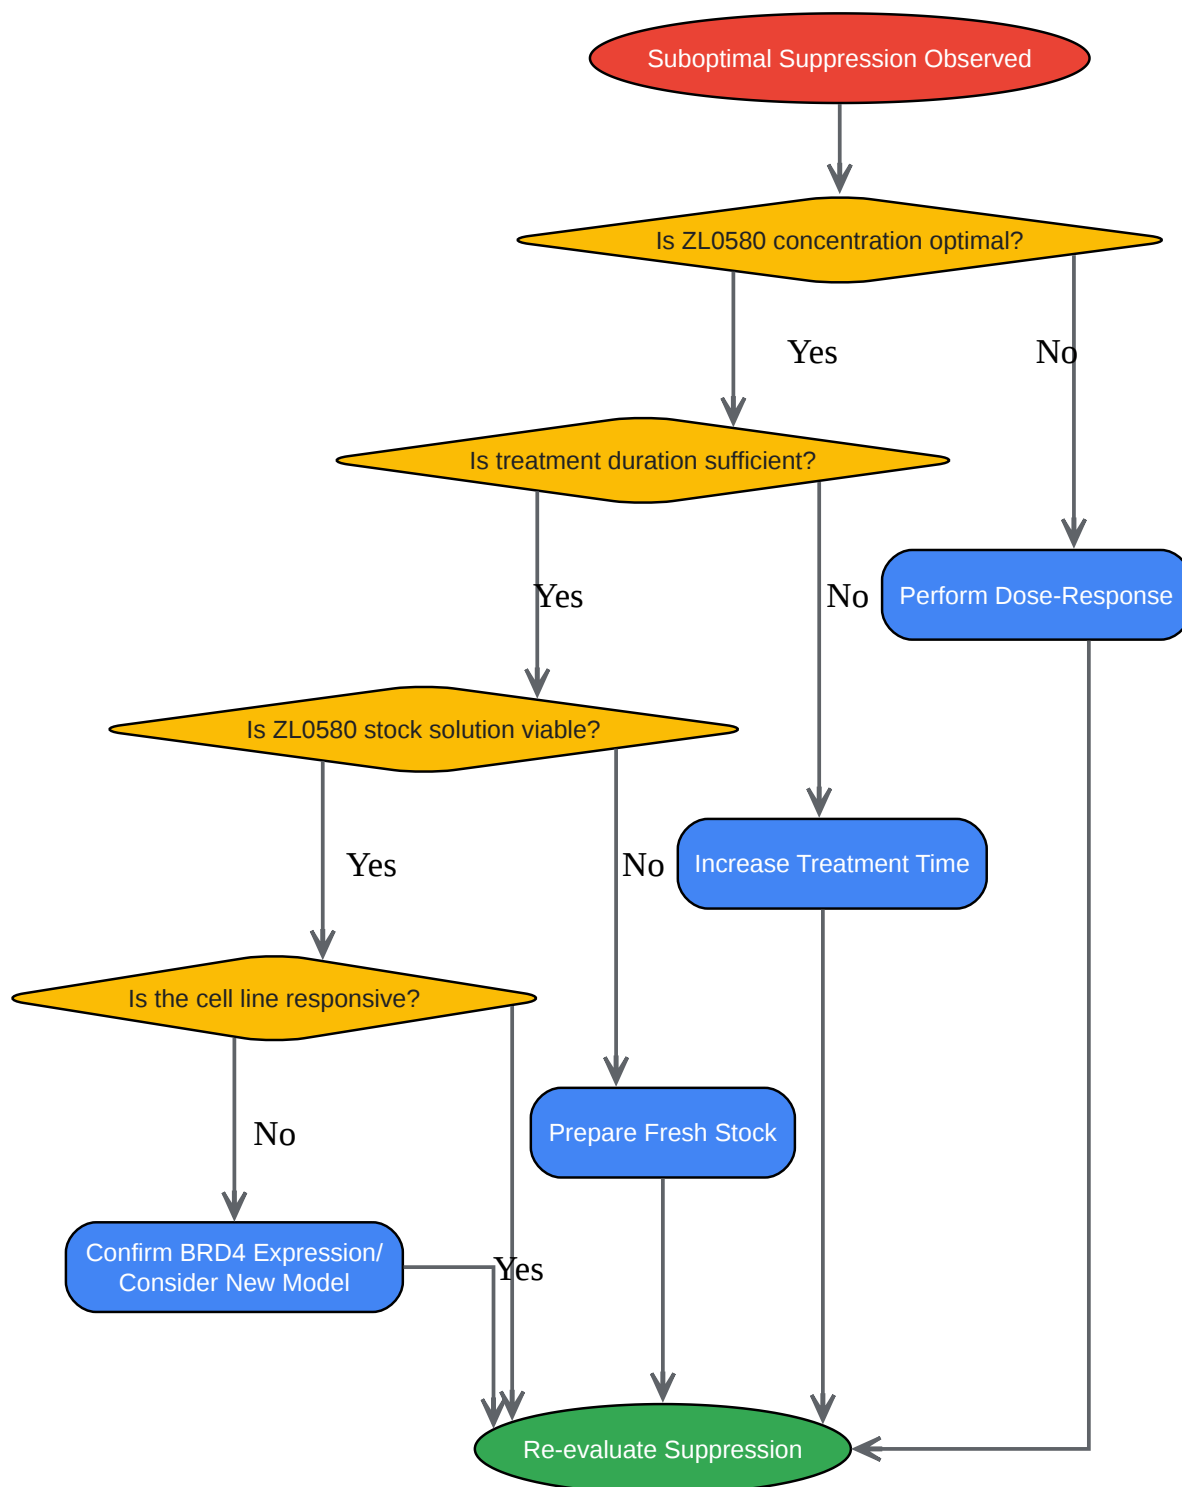 Suboptimal Suppression Observed
Is ZL0580 concentration optimal?
Yes
No
Is treatment duration sufficient?
Yes
No
Perform Dose-Response
Is ZL0580 stock solution viable?
Yes
No
Increase Treatment Time
Is the cell line responsive?
No
Prepare Fresh Stock
Confirm BRD4 Expression/
Consider New Model
Yes
Re-evaluate Suppression